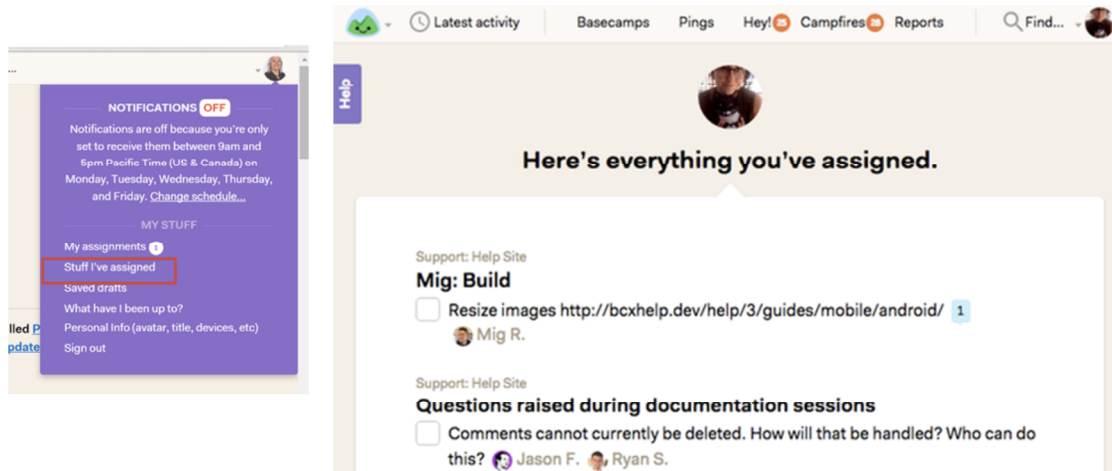 ...
NOTIFICATIONS OFF
Notifications are off because you're only
set to receive them between 9am and
5pm Pacific Time (US & Canada) on
Monday, Tuesday, Wednesday, Thursday,
and Friday. Change schedule...
MY STUFF
My assignments 1
Stuff I've assigned
Saved drafts
What have I been up to?
Personal Info (avatar, title, devices, etc)
Sign out
lled P
pdate
Latest activity Basecamps Pings Hey! 25 Campfires 26 Reports Find...
Help
Here's everything you've assigned.
Support: Help Site
Mig: Build
Resize images http://bcxhelp.dev/help/3/guides/mobile/android/ 1
Mig R.
Support: Help Site
Questions raised during documentation sessions
Comments cannot currently be deleted. How will that be handled? Who can do
this? Jason F. Ryan S.